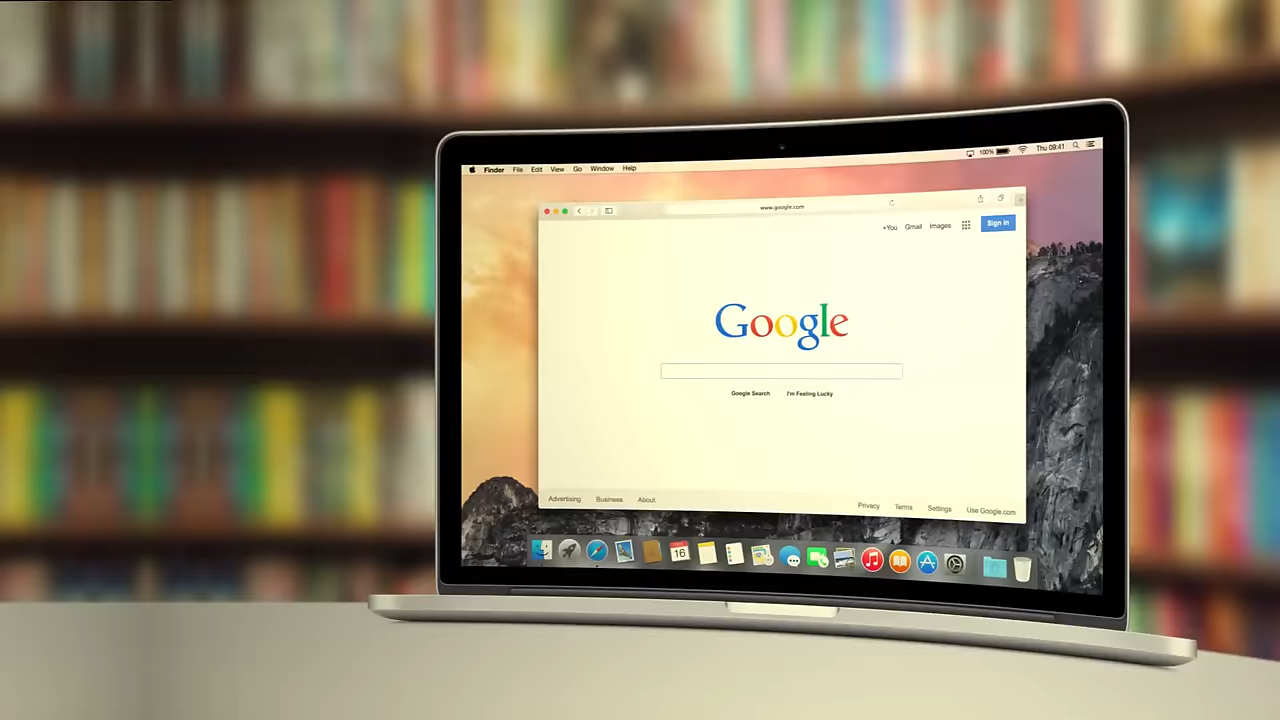 Finder File Edit View Go Window Help 100% Thu 09:41
www.google.com
+You Gmail Images Sign in
Google
Google Search I'm Feeling Lucky
Advertising Business About Privacy Terms Settings Use Google.com
16